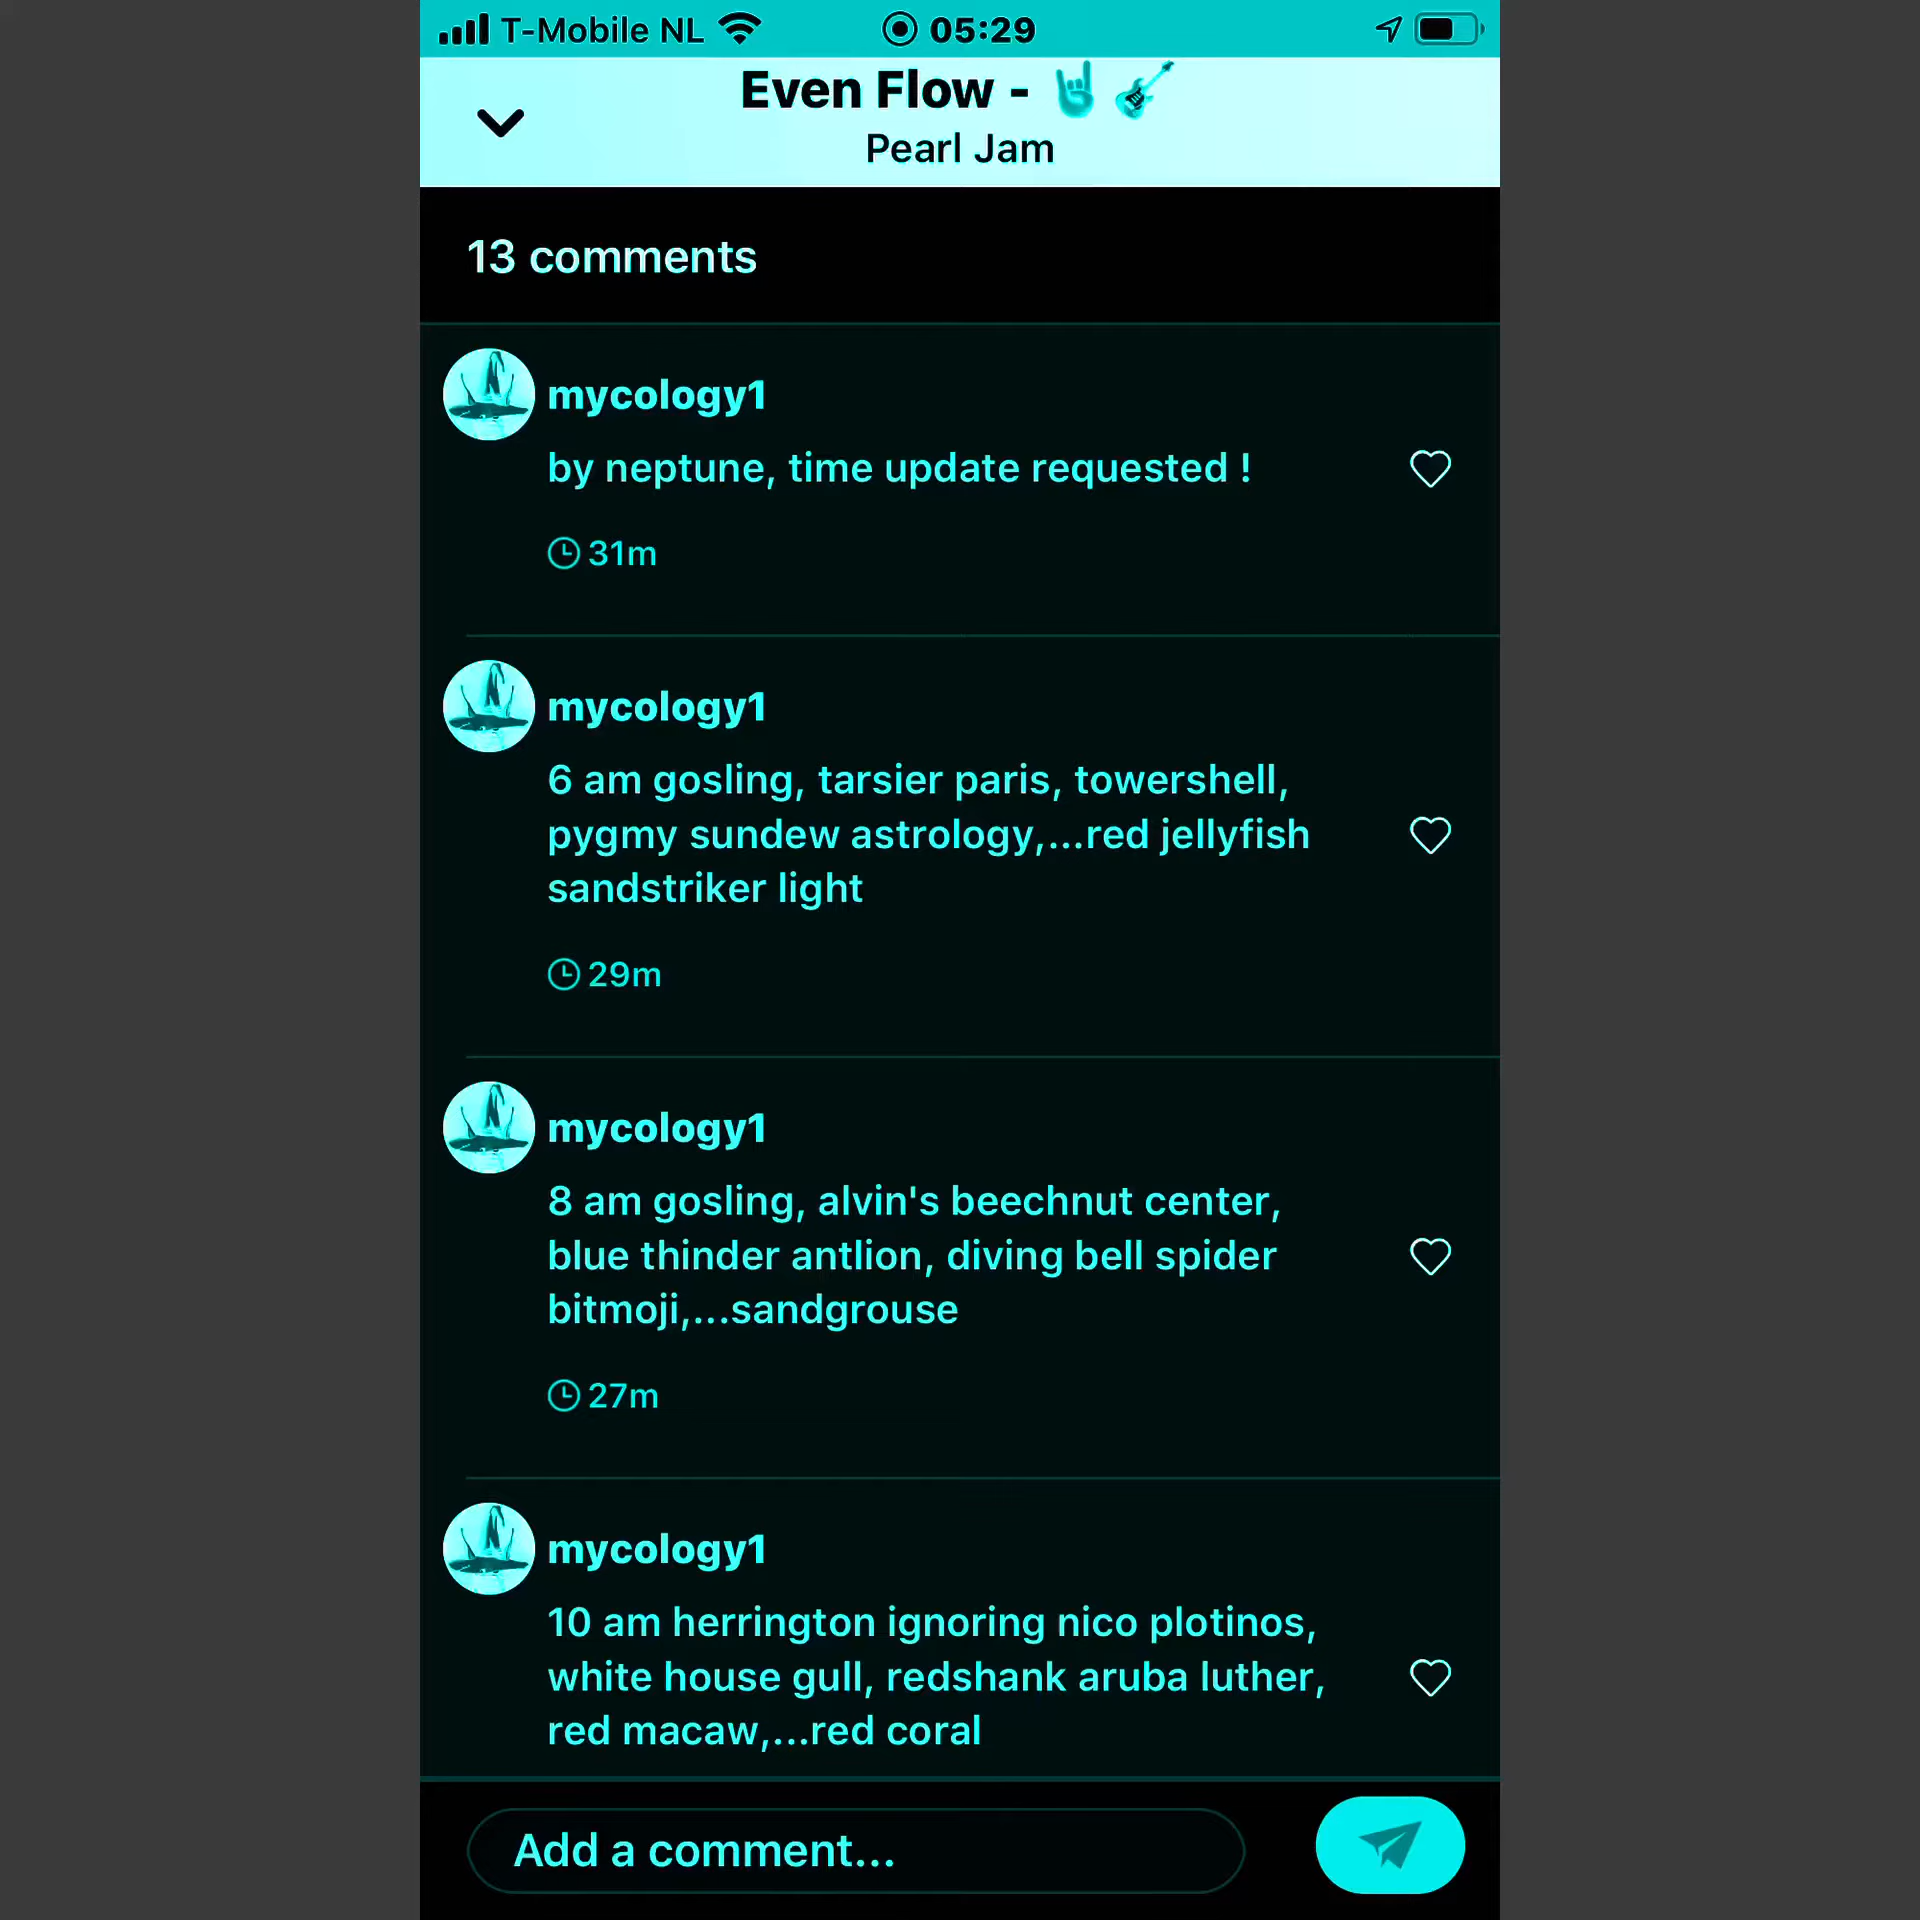 T-Mobile NL 05:29
Even Flow - 🤘 🎸
Pearl Jam
13 comments
mycology1
by neptune, time update requested !
31m
mycology1
6 am gosling, tarsier paris, towershell,
pygmy sundew astrology,...red jellyfish
sandstriker light
29m
mycology1
8 am gosling, alvin's beechnut center,
blue thinder antlion, diving bell spider
bitmoji,...sandgrouse
27m
mycology1
10 am herrington ignoring nico plotinos,
white house gull, redshank aruba luther,
red macaw,...red coral
Add a comment...